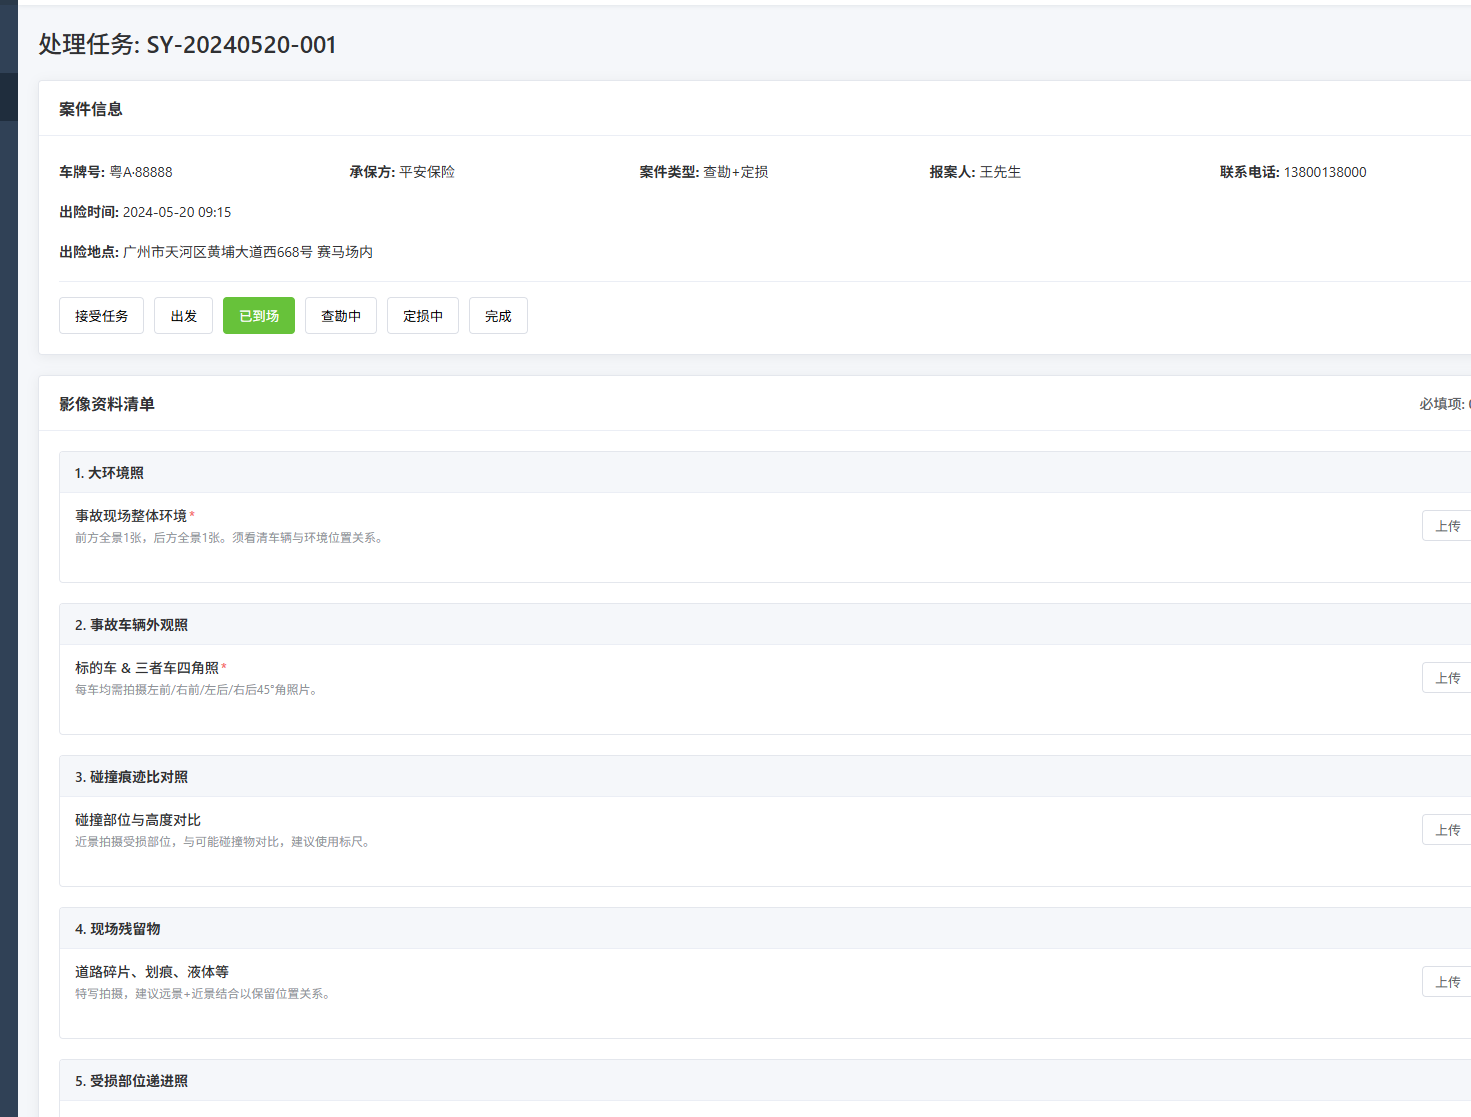 处理任务: SY-20240520-001
案件信息
车牌号: 粤A·88888 承保方: 平安保险 案件类型: 查勘+定损 报案人: 王先生 联系电话: 13800138000
出险时间: 2024-05-20 09:15
出险地点: 广州市天河区黄埔大道西668号 赛马场内
接受任务 出发 已到场 查勘中 定损中 完成
影像资料清单 必填项:
1. 大环境照
事故现场整体环境*
上传
前方全景1张，后方全景1张。须看清车辆与环境位置关系。
2. 事故车辆外观照
标的车 & 三者车四角照*
上传
每车均需拍摄左前/右前/左后/右后45°角照片。
3. 碰撞痕迹比对照
碰撞部位与高度对比
上传
近景拍摄受损部位，与可能碰撞物对比，建议使用标尺。
4. 现场残留物
道路碎片、划痕、液体等
上传
特写拍摄，建议远景+近景结合以保留位置关系。
5. 受损部位递进照